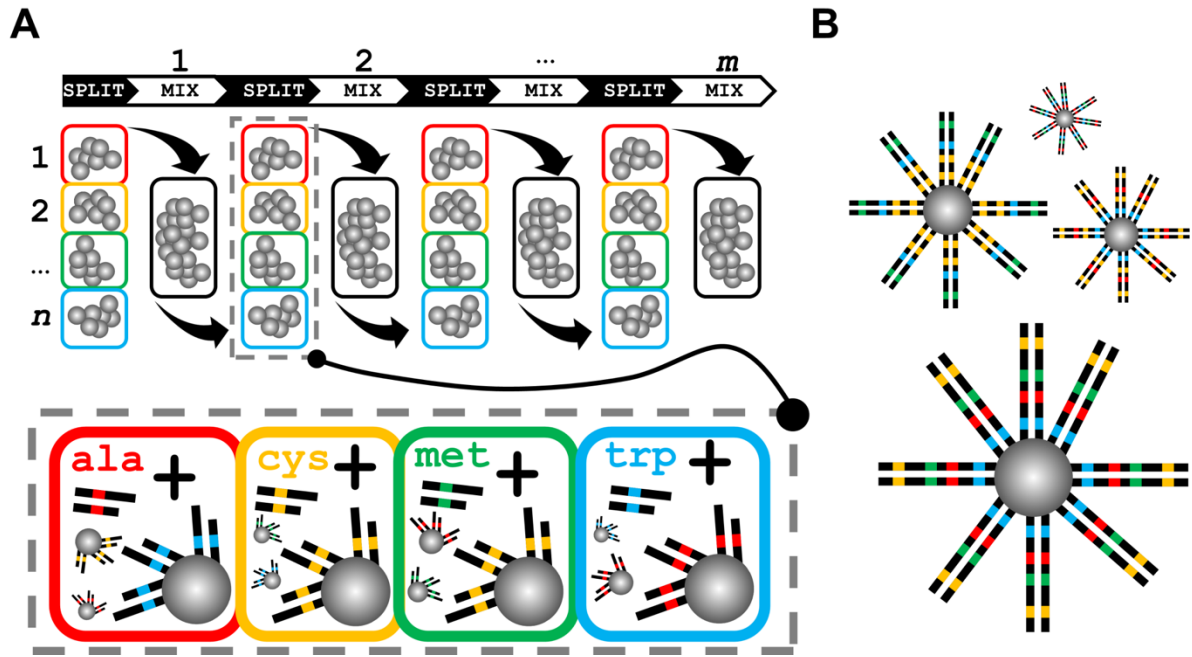 A
B
1 2 ... m
SPLIT MIX SPLIT MIX SPLIT MIX SPLIT MIX
1
2
...
n
ala + cys + met + trp +